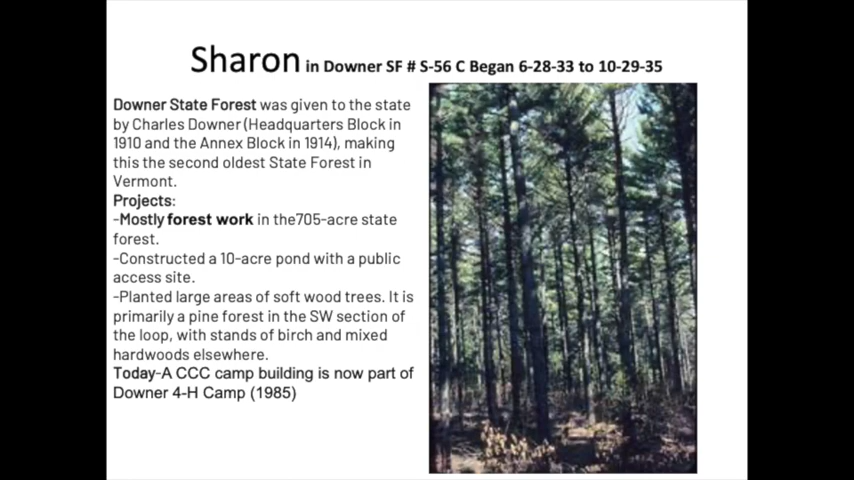 Sharon in Downer SF # S-56 C Began 6-28-33 to 10-29-35
Downer State Forest was given to the state
by Charles Downer (Headquarters Block in
1910 and the Annex Block in 1914), making
this the second oldest State Forest in
Vermont.
Projects:
-Mostly forest work in the705-acre state
forest.
-Constructed a 10-acre pond with a public
access site.
-Planted large areas of soft wood trees. It is
primarily a pine forest in the SW section of
the loop, with stands of birch and mixed
hardwoods elsewhere.
Today-A CCC camp building is now part of
Downer 4-H Camp (1985)